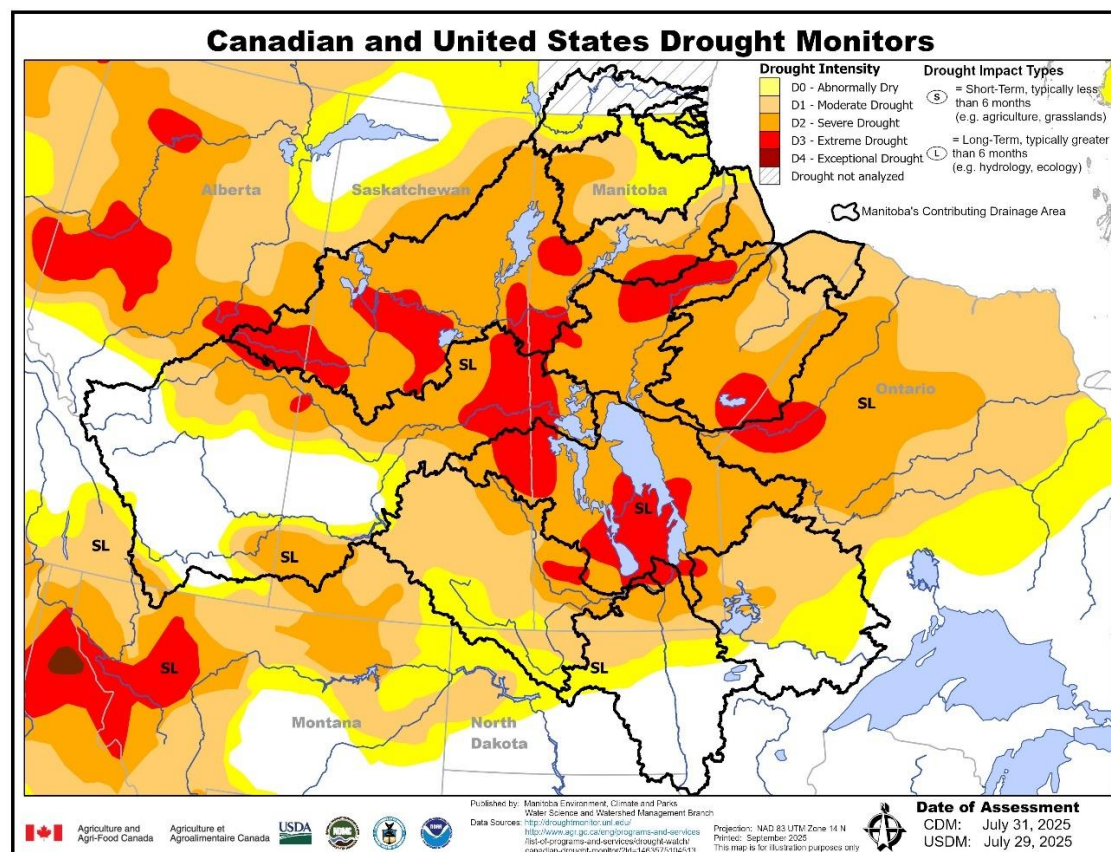 Canadian and United States Drought Monitors
Drought Intensity
D0 - Abnormally Dry
D1 - Moderate Drought
D2 - Severe Drought
D3 - Extreme Drought
D4 - Exceptional Drought
Drought not analyzed
Drought Impact Types
S = Short-Term, typically less
than 6 months
(e.g. agriculture, grasslands)
L = Long-Term, typically greater
than 6 months
(e.g. hydrology, ecology)
Manitoba's Contributing Drainage Area
Alberta
Saskatchewan
Manitoba
SL
Ontario
SL
SL
SL
SL
SL
SL
Montana
North
Dakota
Agriculture and
Agri-Food Canada
Agriculture et
Agroalimentaire Canada
USDA
NDMC
Published by: Manitoba Environment, Climate and Parks
Water Science and Watershed Management Branch
Data Sources: http://droughtmonitor.unl.edu/
http://www.agr.gc.ca/eng/programs-and-services
/list-of-programs-and-services/drought-watch/
Projection: NAD 83 UTM Zone 14 N
Printed: September 2025
This map is for illustration purposes only
Date of Assessment
CDM: July 31, 2025
USDM: July 29, 2025